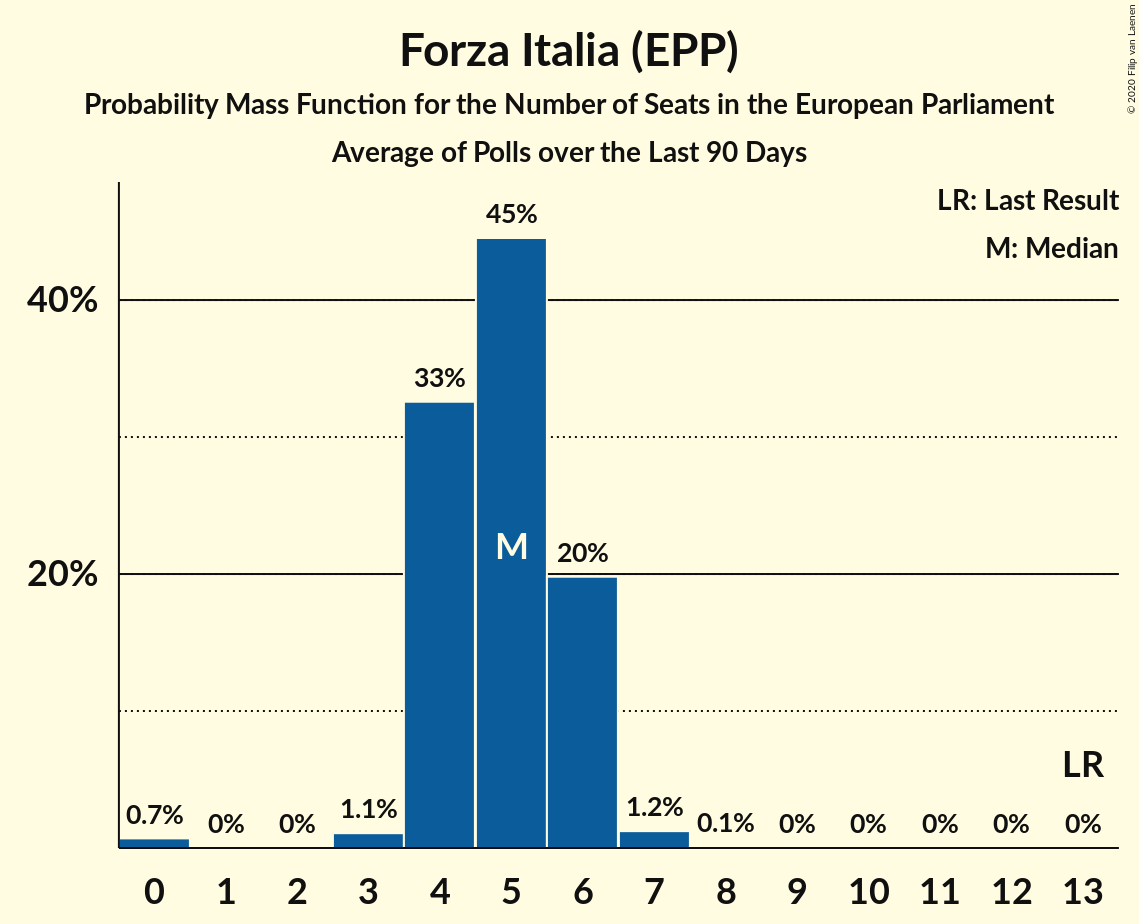 Forza Italia (EPP)
Probability Mass Function for the Number of Seats in the European Parliament
Average of Polls over the Last 90 Days
© 2020 Filip van Laenen
LR: Last Result
M: Median
45%
40%
33%
M
20%
20%
LR
0.7%
0%
0%
1.1%
1.2%
0.1%
0%
0%
0%
0%
0%
0 1 2 3 4 5 6 7 8 9 10 11 12 13